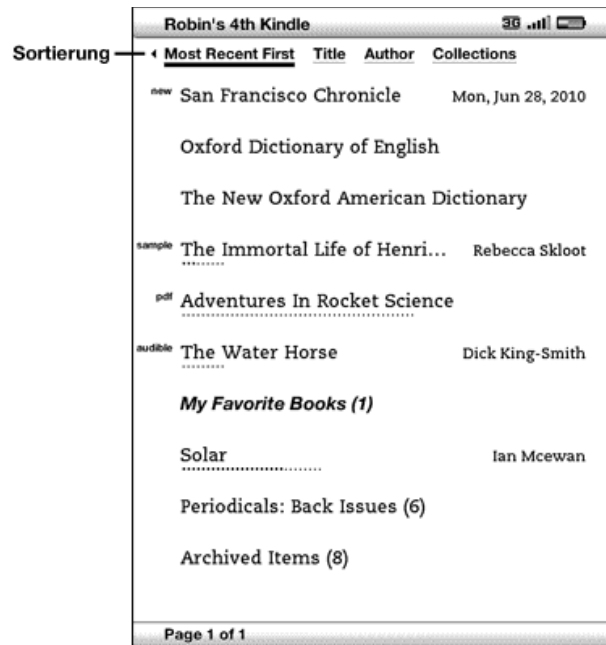 Robin's 4th Kindle 3G
Sortierung Most Recent First Title Author Collections
new San Francisco Chronicle Mon, Jun 28, 2010
Oxford Dictionary of English
The New Oxford American Dictionary
sample The Immortal Life of Henri... Rebecca Skloot
pdf Adventures In Rocket Science
audible The Water Horse Dick King-Smith
My Favorite Books (1)
Solar Ian Mcewan
Periodicals: Back Issues (6)
Archived Items (8)
Page 1 of 1